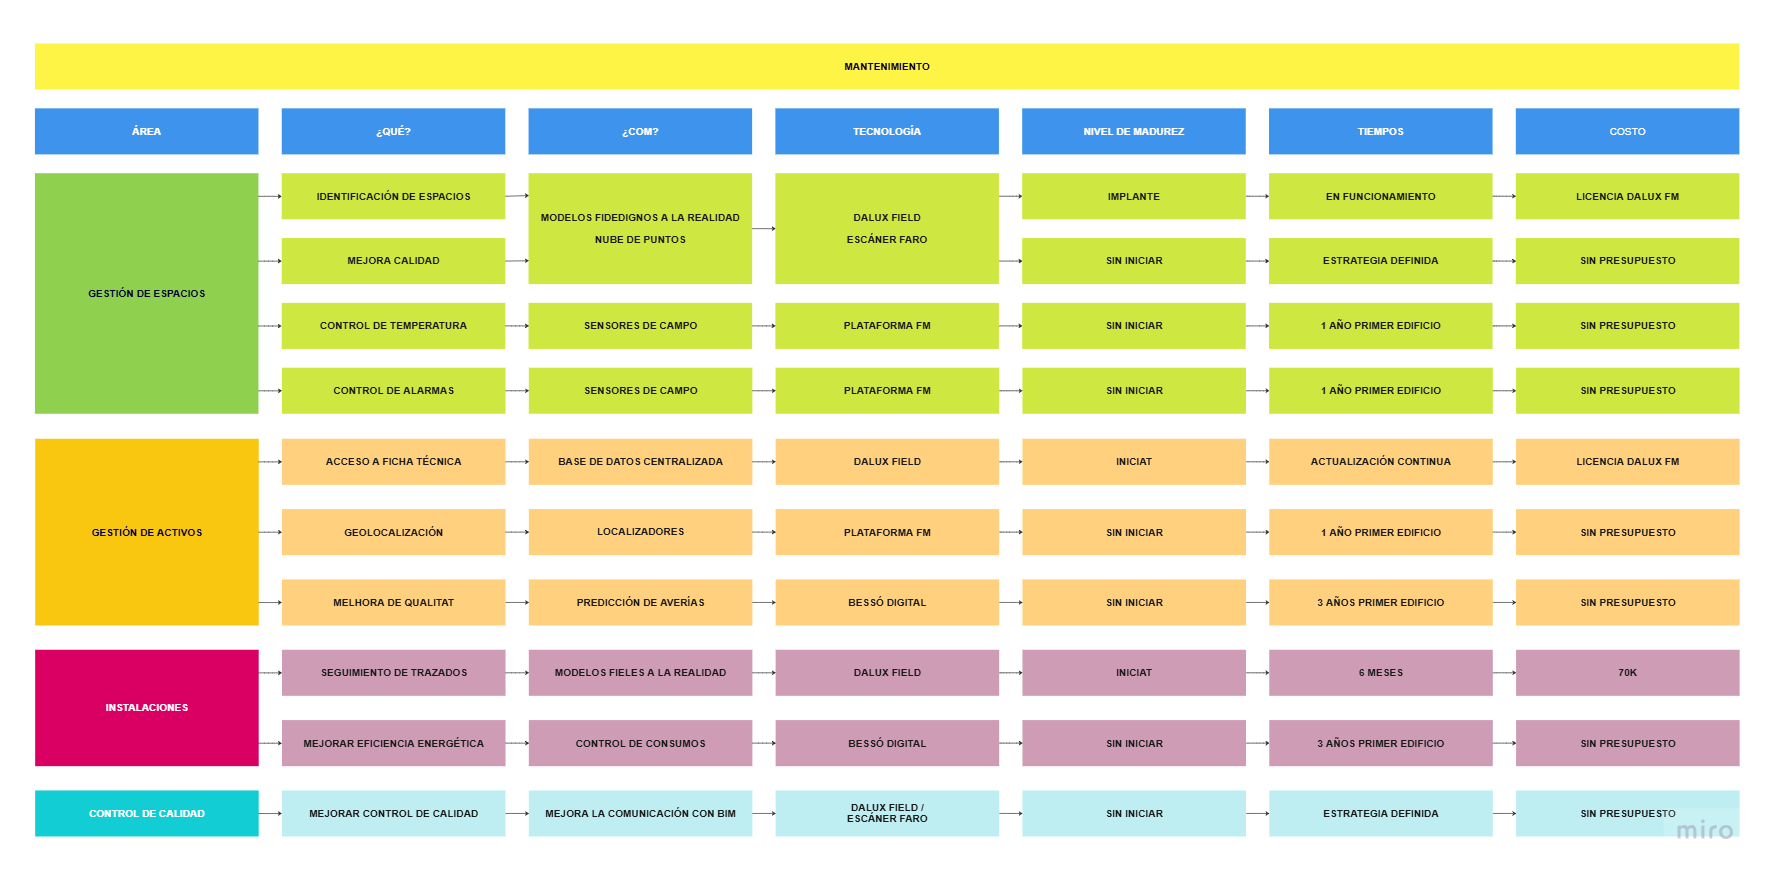 MANTENIMIENTO
ÁREA
¿QUÉ?
¿COM?
TECNOLOGÍA
NIVEL DE MADUREZ
TIEMPOS
COSTO
GESTIÓN DE ESPACIOS
IDENTIFICACIÓN DE ESPACIOS
MODELOS FIDEDIGNOS A LA REALIDAD
NUBE DE PUNTOS
DALUX FIELD
ESCÁNER FARO
IMPLANTE
EN FUNCIONAMIENTO
LICENCIA DALUX FM
MEJORA CALIDAD
SIN INICIAR
ESTRATEGIA DEFINIDA
SIN PRESUPUESTO
CONTROL DE TEMPERATURA
SENSORES DE CAMPO
PLATAFORMA FM
SIN INICIAR
1 AÑO PRIMER EDIFICIO
SIN PRESUPUESTO
CONTROL DE ALARMAS
SENSORES DE CAMPO
PLATAFORMA FM
SIN INICIAR
1 AÑO PRIMER EDIFICIO
SIN PRESUPUESTO
GESTIÓN DE ACTIVOS
ACCESO A FICHA TÉCNICA
BASE DE DATOS CENTRALIZADA
DALUX FIELD
INICIAT
ACTUALIZACIÓN CONTINUA
LICENCIA DALUX FM
GEOLOCALIZACIÓN
LOCALIZADORES
PLATAFORMA FM
SIN INICIAR
1 AÑO PRIMER EDIFICIO
SIN PRESUPUESTO
MELHORA DE QUALITAT
PREDICCIÓN DE AVERÍAS
BESSÓ DIGITAL
SIN INICIAR
3 AÑOS PRIMER EDIFICIO
SIN PRESUPUESTO
INSTALACIONES
SEGUIMIENTO DE TRAZADOS
MODELOS FIELES A LA REALIDAD
DALUX FIELD
INICIAT
6 MESES
70K
MEJORAR EFICIENCIA ENERGÉTICA
CONTROL DE CONSUMOS
BESSÓ DIGITAL
SIN INICIAR
3 AÑOS PRIMER EDIFICIO
SIN PRESUPUESTO
CONTROL DE CALIDAD
MEJORAR CONTROL DE CALIDAD
MEJORA LA COMUNICACIÓN CON BIM
DALUX FIELD /
ESCÁNER FARO
SIN INICIAR
ESTRATEGIA DEFINIDA
SIN PRESUPUESTO
miro